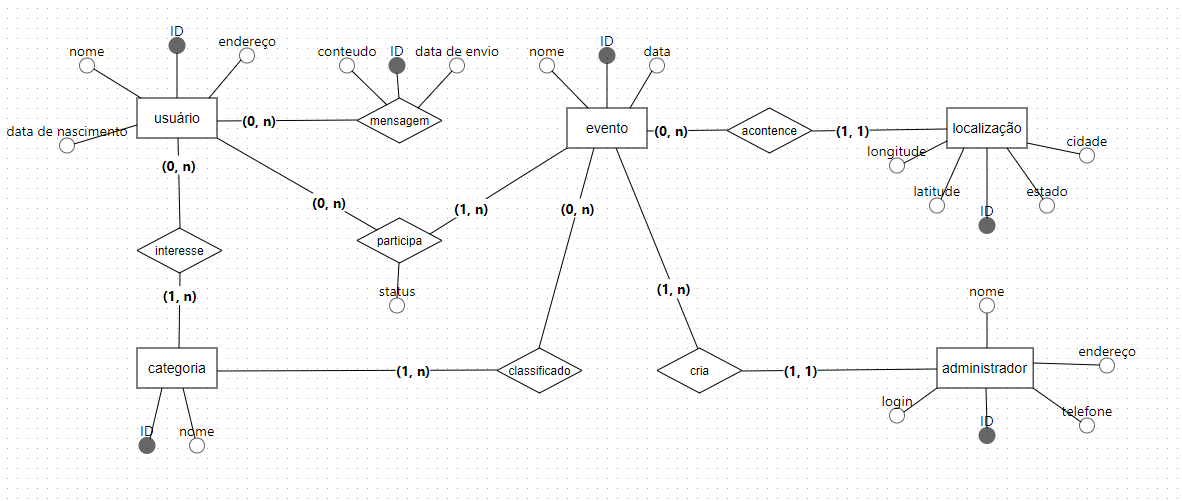 ID
nome
endereço
data de nascimento
usuário
(0, n)
conteudo
ID
data de envio
mensagem
nome
ID
data
evento
(0, n)
acontence
(1, 1)
localização
longitude
latitude
ID
estado
cidade
(0, n)
interesse
(1, n)
(0, n)
participa
(1, n)
status
(0, n)
classificado
(1, n)
categoria
ID
nome
(1, n)
cria
(1, 1)
nome
administrador
endereço
login
ID
telefone